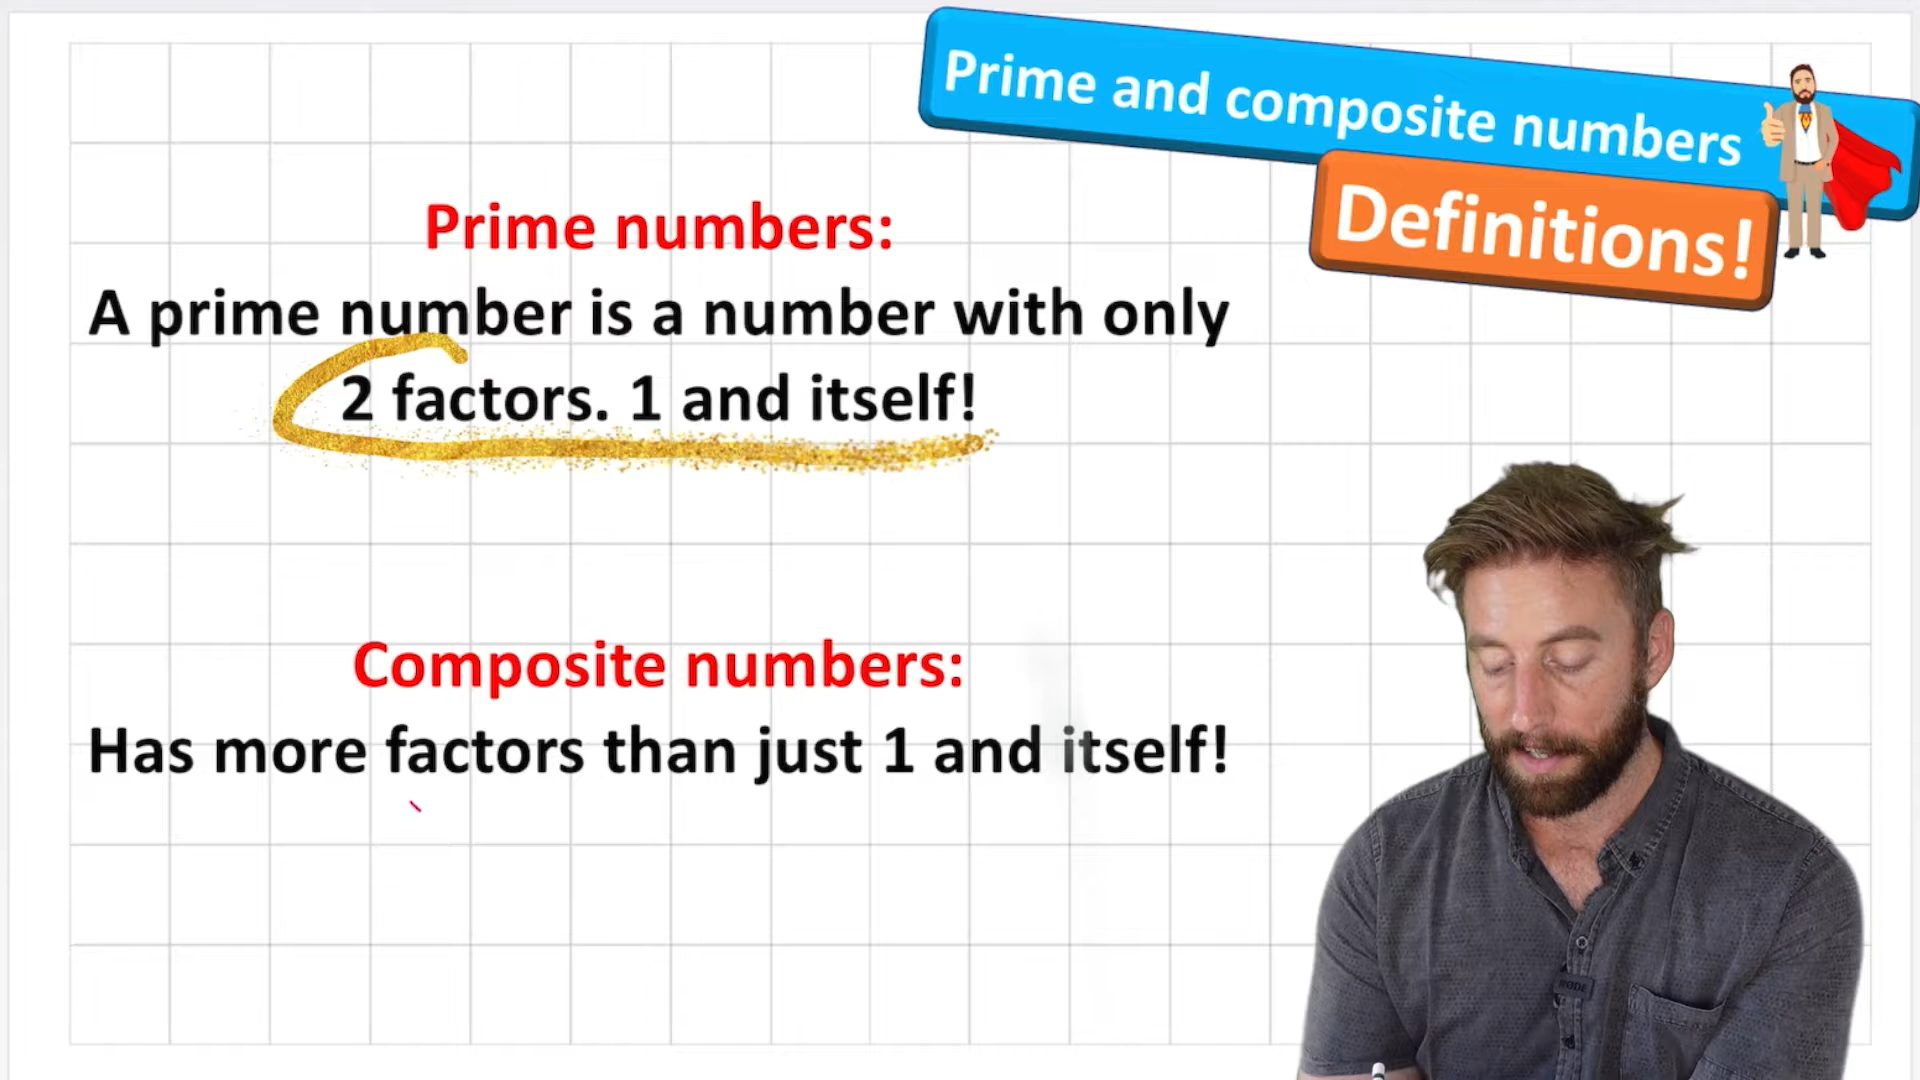 Prime and composite numbers
Definitions!
Prime numbers:
A prime number is a number with only
2 factors. 1 and itself!
Composite numbers:
Has more factors than just 1 and itself!
RODE